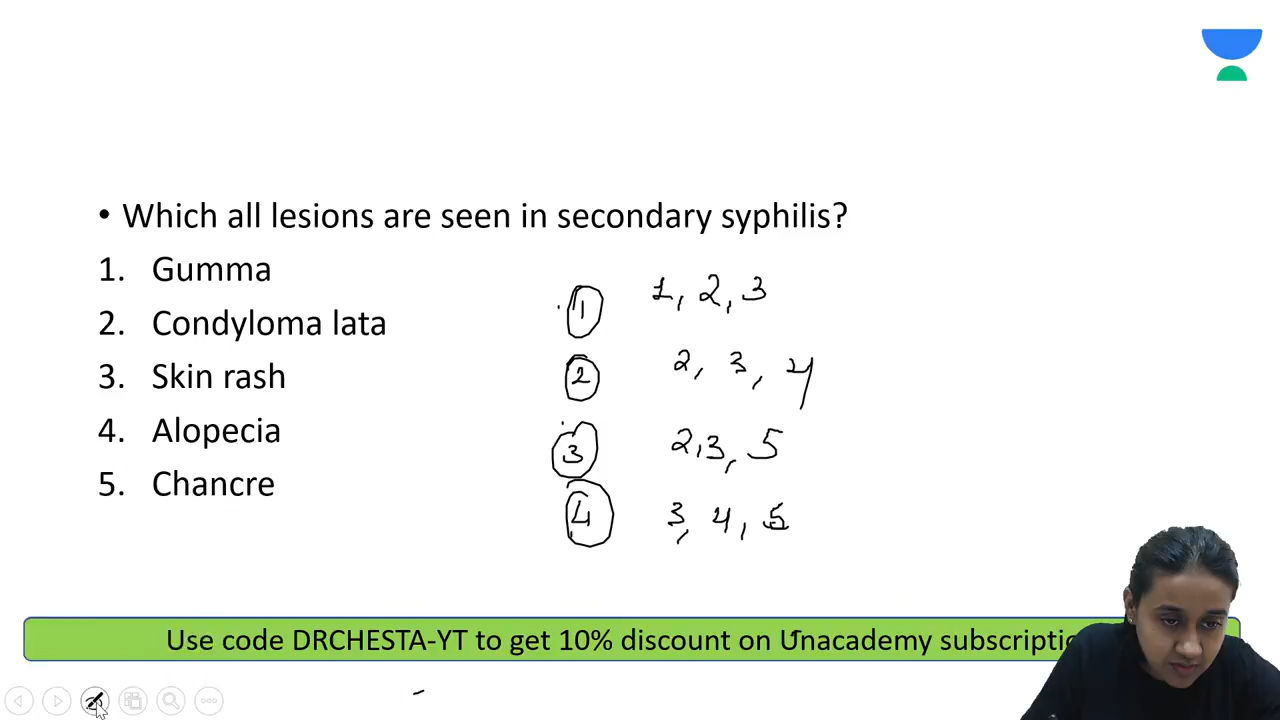 • Which all lesions are seen in secondary syphilis?
1. Gumma
2. Condyloma lata
3. Skin rash
4. Alopecia
5. Chancre
1 1, 2, 3
2 2, 3, 4
3 2, 3, 5
4 3, 4, 5
Use code DRCHESTA-YT to get 10% discount on Unacademy